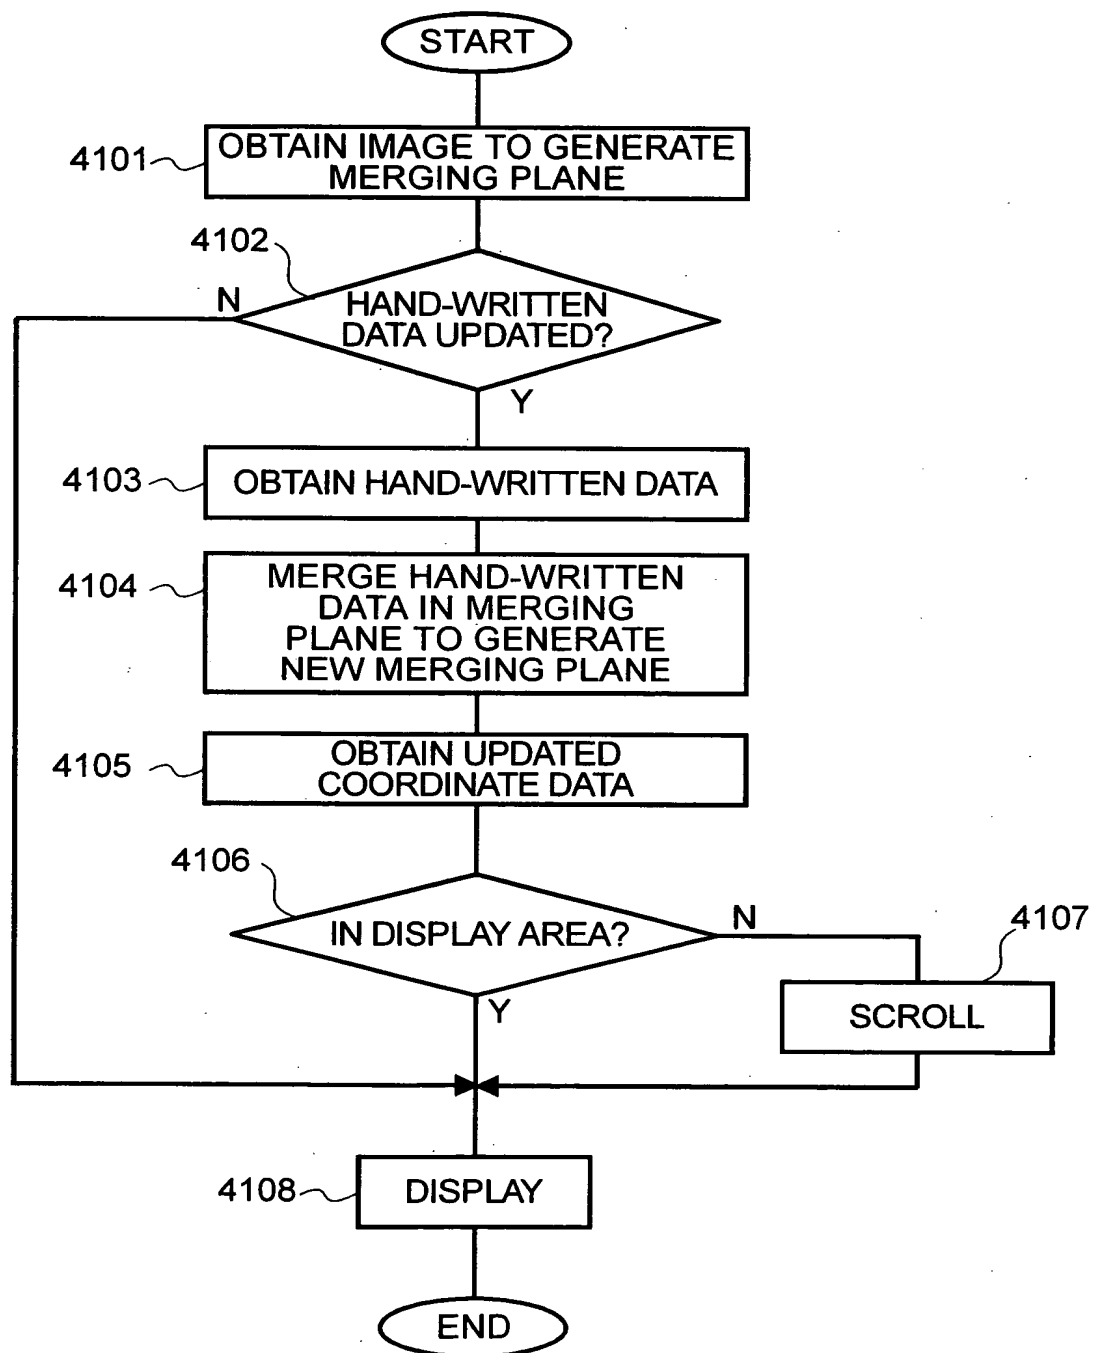 START
4101
OBTAIN IMAGE TO GENERATE
MERGING PLANE
4102
N
HAND-WRITTEN
DATA UPDATED?
Y
4103
OBTAIN HAND-WRITTEN DATA
4104
MERGE HAND-WRITTEN
DATA IN MERGING
PLANE TO GENERATE
NEW MERGING PLANE
4105
OBTAIN UPDATED
COORDINATE DATA
4106
IN DISPLAY AREA?
N
4107
Y
SCROLL
4108
DISPLAY
END